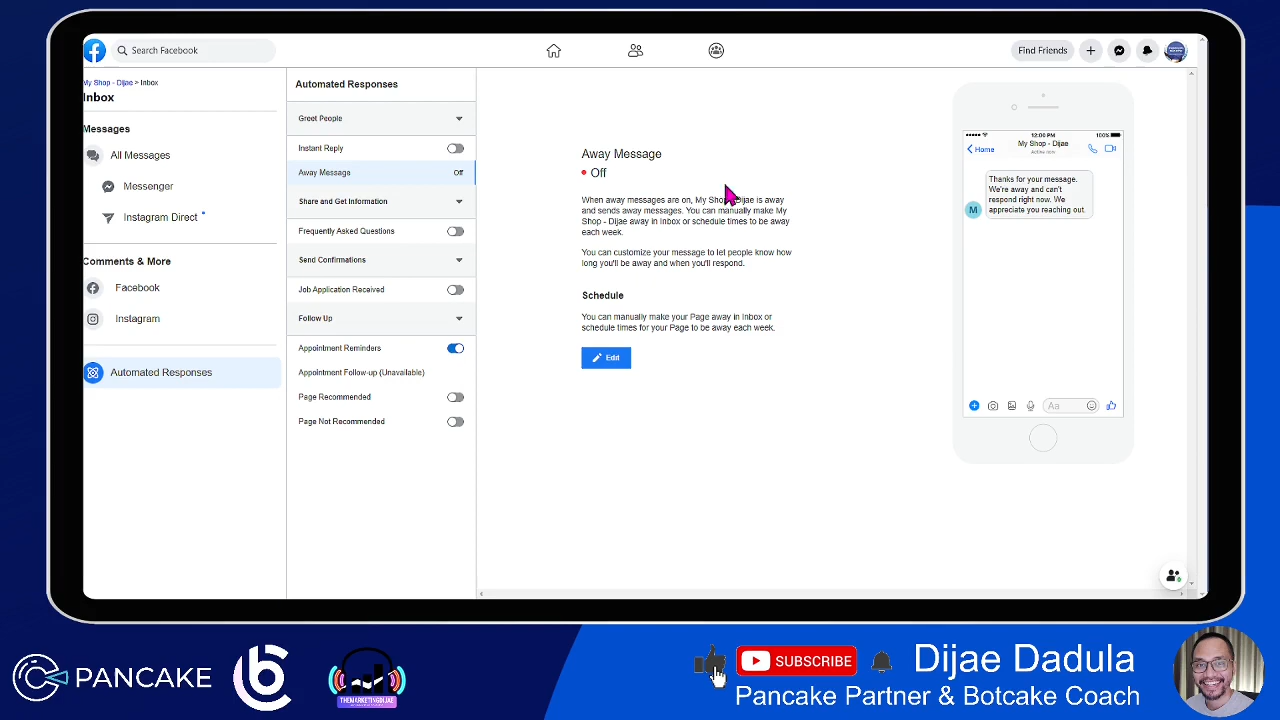 Search Facebook
Find Friends
My Shop - Dijae > Inbox
Inbox
Messages
All Messages
Messenger
Instagram Direct
Comments & More
Facebook
Instagram
Automated Responses
Automated Responses
Greet People
Instant Reply
Away Message
Off
Share and Get Information
Frequently Asked Questions
Send Confirmations
Job Application Received
Follow Up
Appointment Reminders
Appointment Follow-up (Unavailable)
Page Recommended
Page Not Recommended
Away Message
Off
When away messages are on, My Shop - Dijae is away
and sends away messages. You can manually make My
Shop - Dijae away in Inbox or schedule times to be away
each week.
You can customize your message to let people know how
long you'll be away and when you'll respond.
Schedule
You can manually make your Page away in Inbox or
schedule times for your Page to be away each week.
Edit
12:00 PM
100%
Home
My Shop - Dijae
Active now
Thanks for your message.
We're away and can't
respond right now. We
appreciate you reaching out.
M
Aa
PANCAKE
THEMARKETINGDIJAE
SUBSCRIBE
Dijae Dadula
Pancake Partner & Botcake Coach